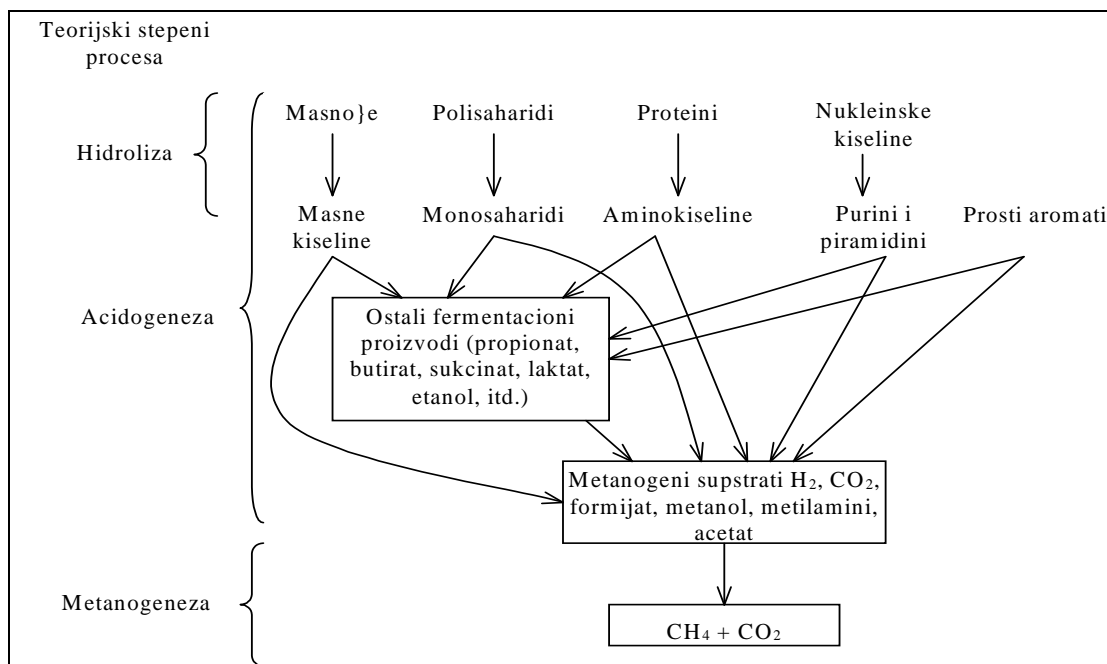 Teorijski stepeni
procesa
Masno}e
Polisaharidi
Proteini
Nukleinske
kiseline
Hidroliza
Masne
kiseline
Monosaharidi
Aminokiseline
Purini i
piramidini
Prosti aromati
Acidogeneza
Ostali fermentacioni
proizvodi (propionat,
butirat, sukcinat, laktat,
etanol, itd.)
Metanogeni supstrati H₂, CO₂,
formijat, metanol, metilamini,
acetat
Metanogeneza
CH₄ + CO₂